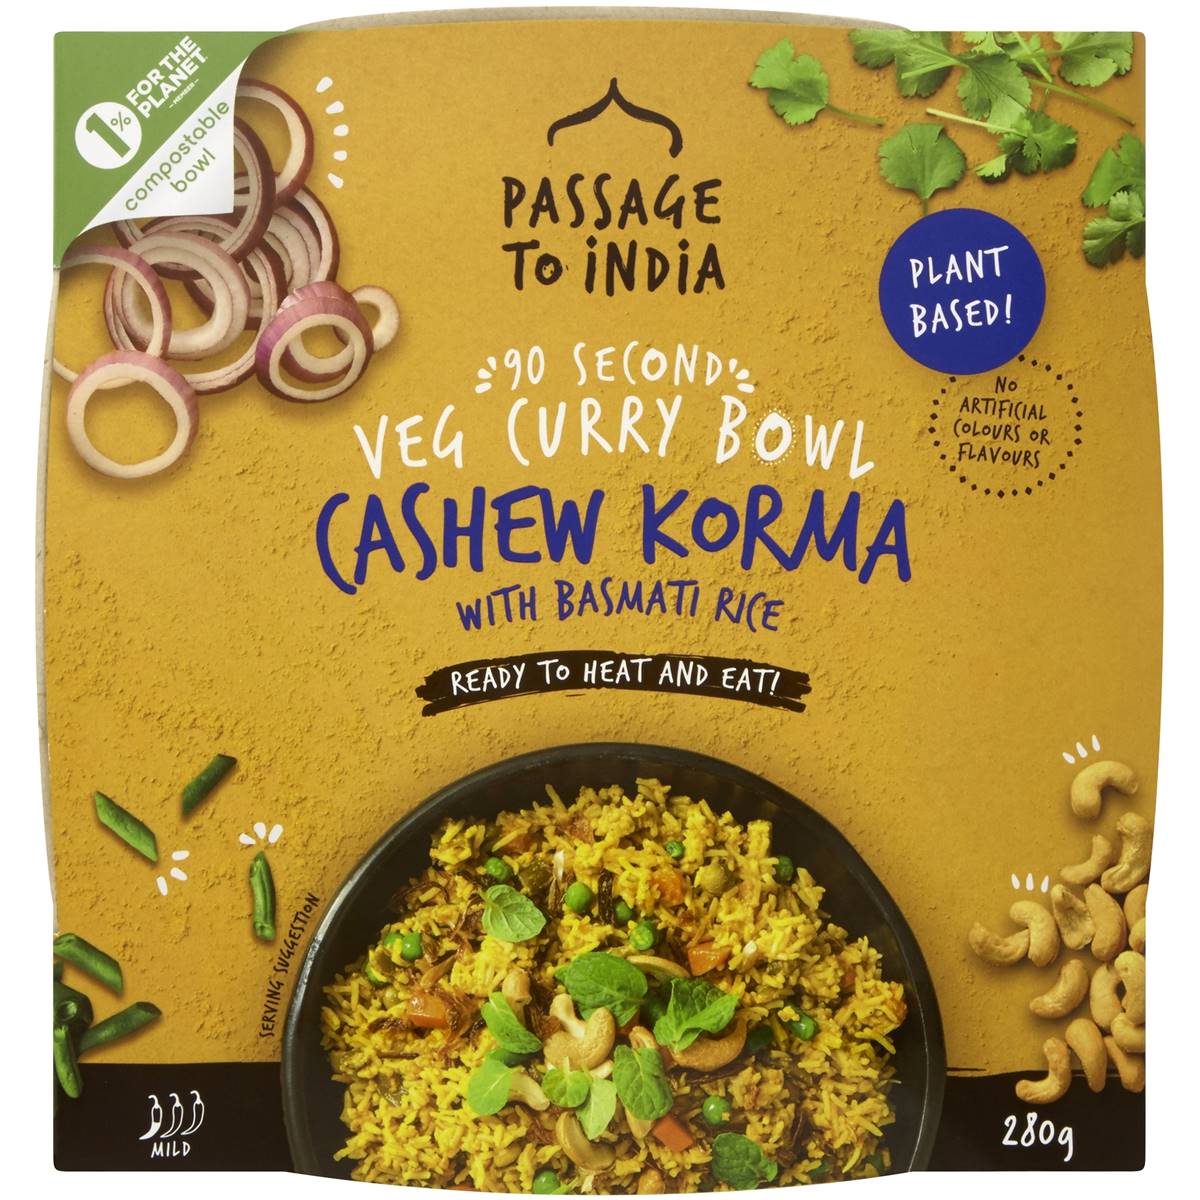 1%
FOR THE
PLANET
MEMBER
compostable
bowl
PASSAGE
TO INDIA
PLANT
BASED!
90 SECOND
VEG CURRY BOWL
NO
ARTIFICIAL
COLOURS OR
FLAVOURS
CASHEW KORMA
WITH BASMATI RICE
READY TO HEAT AND EAT!
SERVING SUGGESTION
MILD
280g